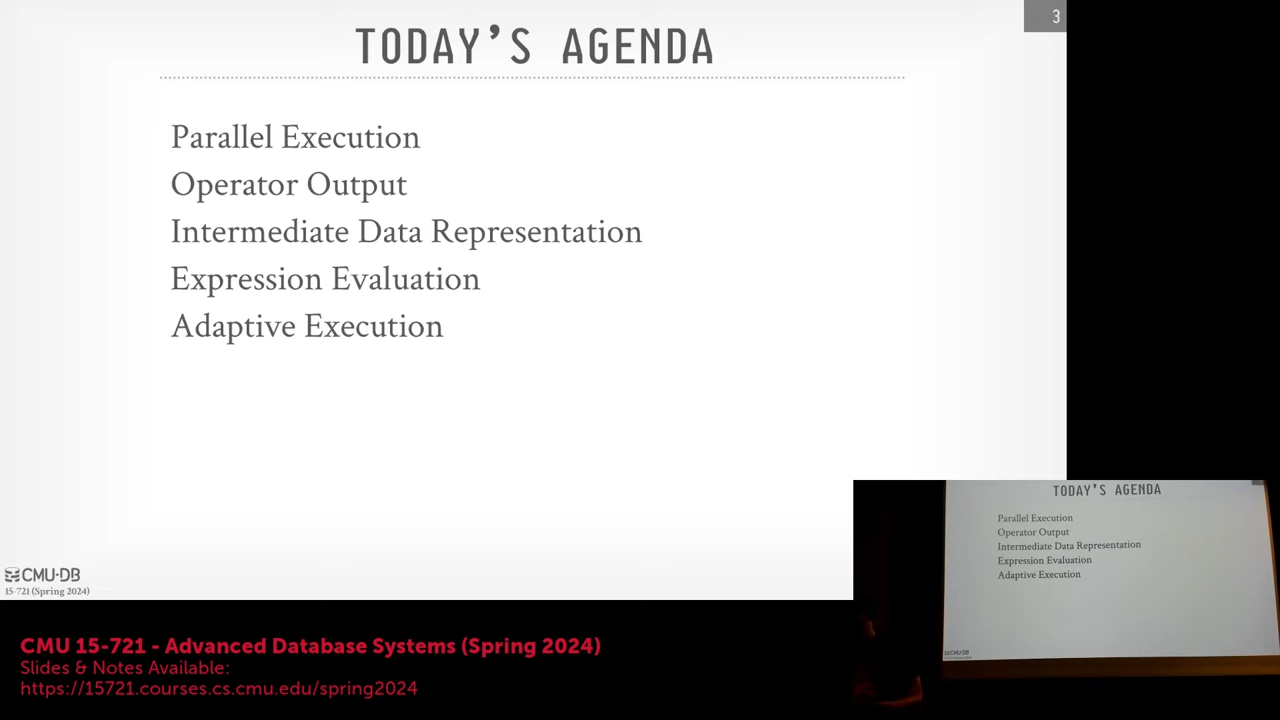 3
TODAY'S AGENDA
Parallel Execution
Operator Output
Intermediate Data Representation
Expression Evaluation
Adaptive Execution
CMU·DB
15-721 (Spring 2024)
TODAY'S AGENDA
Parallel Execution
Operator Output
Intermediate Data Representation
Expression Evaluation
Adaptive Execution
CMU·DB
CMU 15-721 - Advanced Database Systems (Spring 2024)
Slides & Notes Available:
https://15721.courses.cs.cmu.edu/spring2024